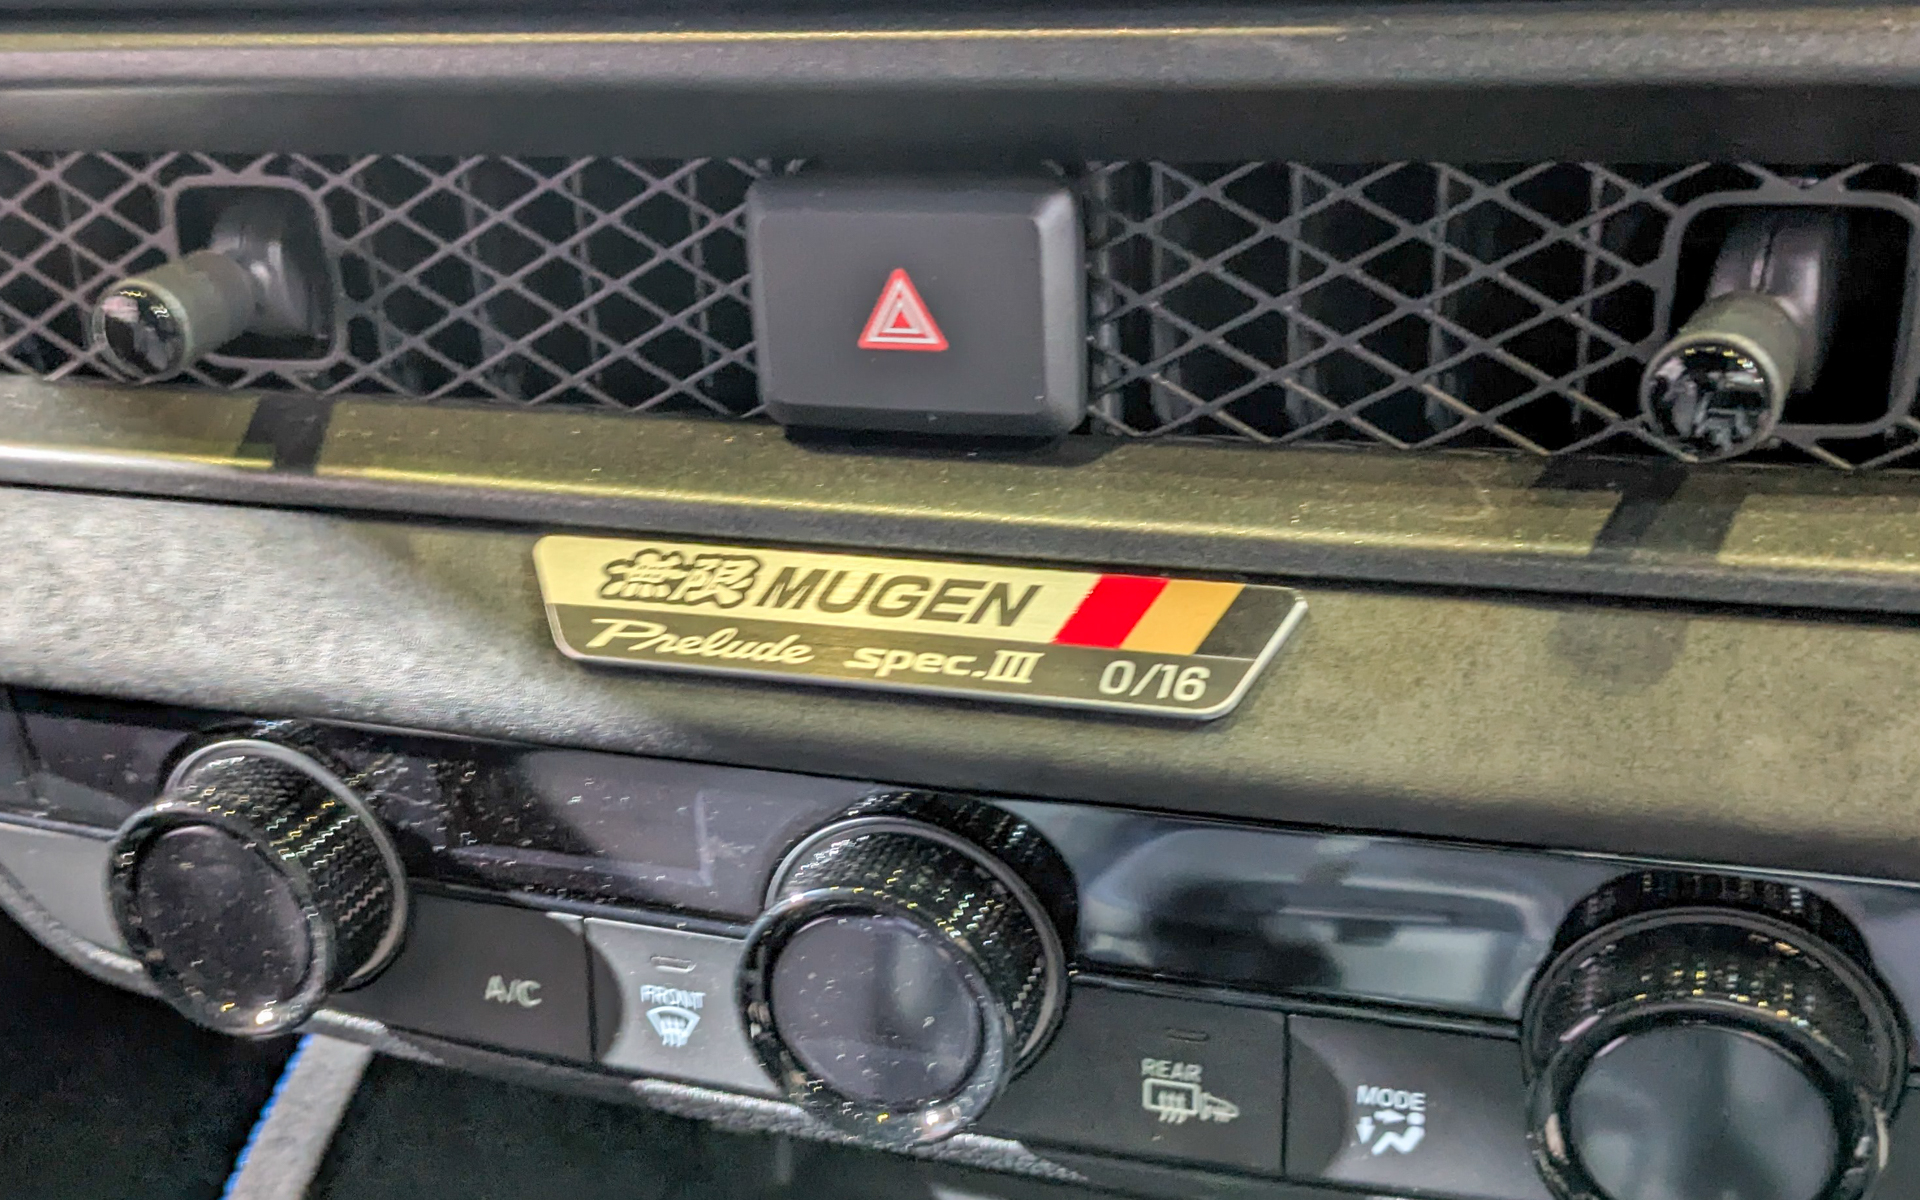 無限 MUGEN
Prelude spec.III 0/16
A/C
FRONT
REAR
MODE